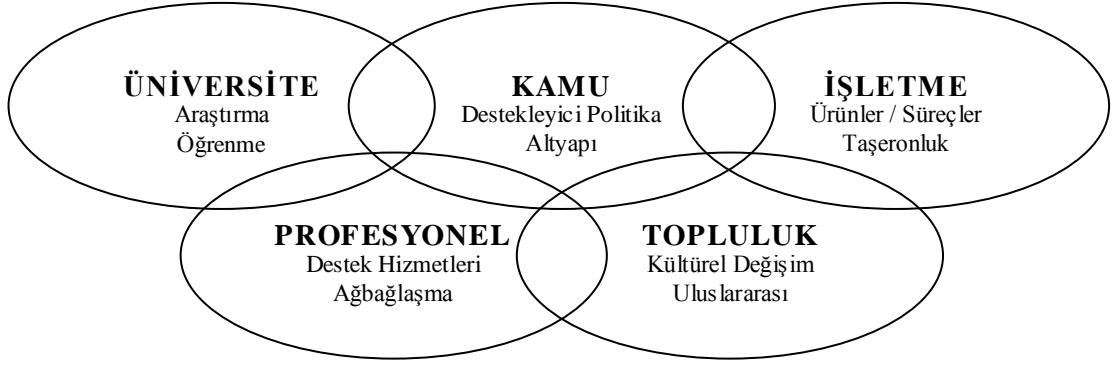 ÜNİVERSİTE
Araştırma
Öğrenme
KAMU
Destekleyici Politika
Altyapı
İŞLETME
Ürünler / Süreçler
Taşeronluk
PROFESYONEL
Destek Hizmetleri
Ağbağlaşma
TOPLULUK
Kültürel Değişim
Uluslararası